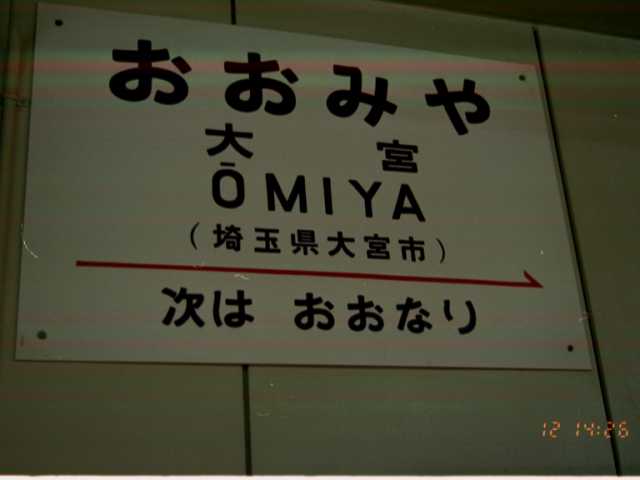 おおみや
大宮
ŌMIYA
(埼玉県大宮市)
次は おおなり
12 14:26